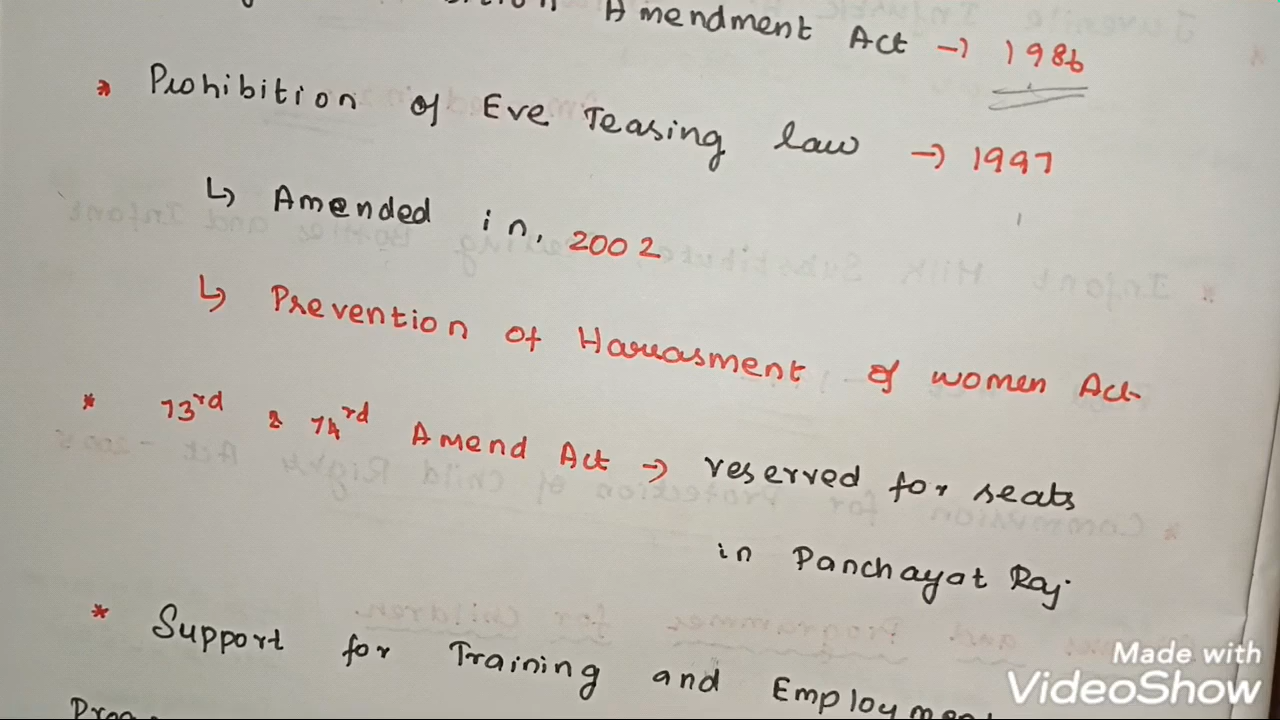 Amendment Act → 1986
* Prohibition of Eve Teasing law → 1997
↳ Amended in, 2002
↳ Prevention of Harrasment of women Act
* 73rd & 74rd Amend Act → reserved for seats
in Panchayat Raj
* Support for Training and Employment
Made with
VideoShow